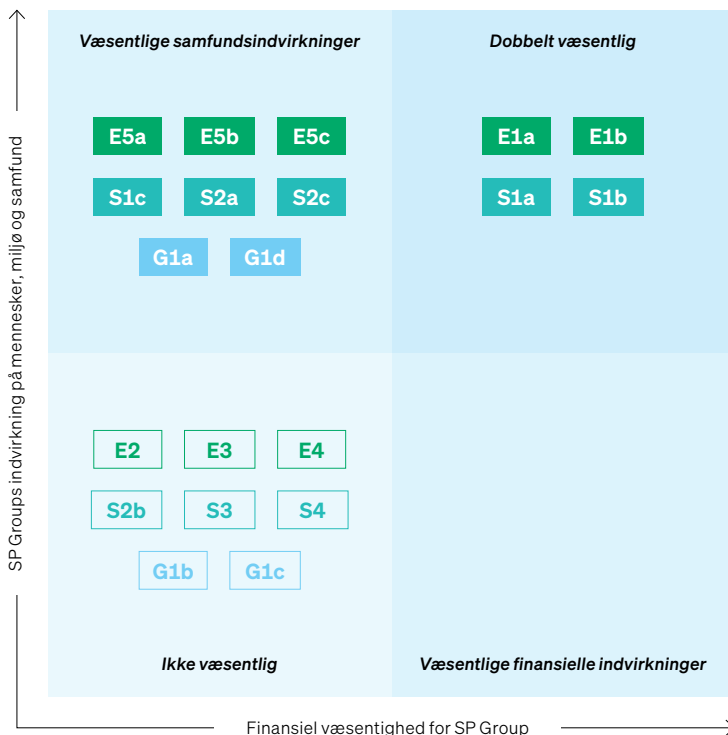 Væsentlige samfundsindvirkninger
Dobbelt væsentlig
E5a E5b E5c
E1a E1b
S1c S2a S2c
S1a S1b
G1a G1d
E2 E3 E4
S2b S3 S4
G1b G1c
Ikke væsentlig
Væsentlige finansielle indvirkninger
SP Groups indvirkning på mennesker, miljø og samfund
Finansiel væsentighed for SP Group